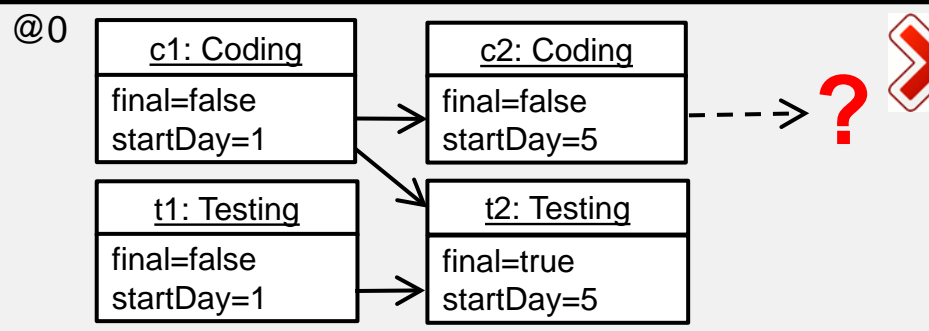 @0
c1: Coding
final=false
startDay=1
c2: Coding
final=false
startDay=5
?
t1: Testing
final=false
startDay=1
t2: Testing
final=true
startDay=5